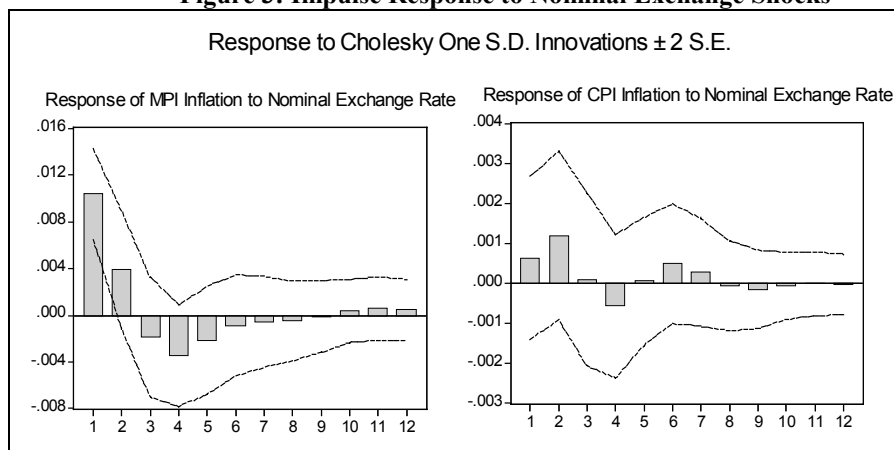 Figure 3: Impulse Response to Nominal Exchange Shocks
Response to Cholesky One S.D. Innovations ± 2 S.E.
Response of MPI Inflation to Nominal Exchange Rate
.016
.012
.008
.004
.000
-.004
-.008
1 2 3 4 5 6 7 8 9 10 11 12
Response of CPI Inflation to Nominal Exchange Rate
.004
.003
.002
.001
.000
-.001
-.002
-.003
1 2 3 4 5 6 7 8 9 10 11 12